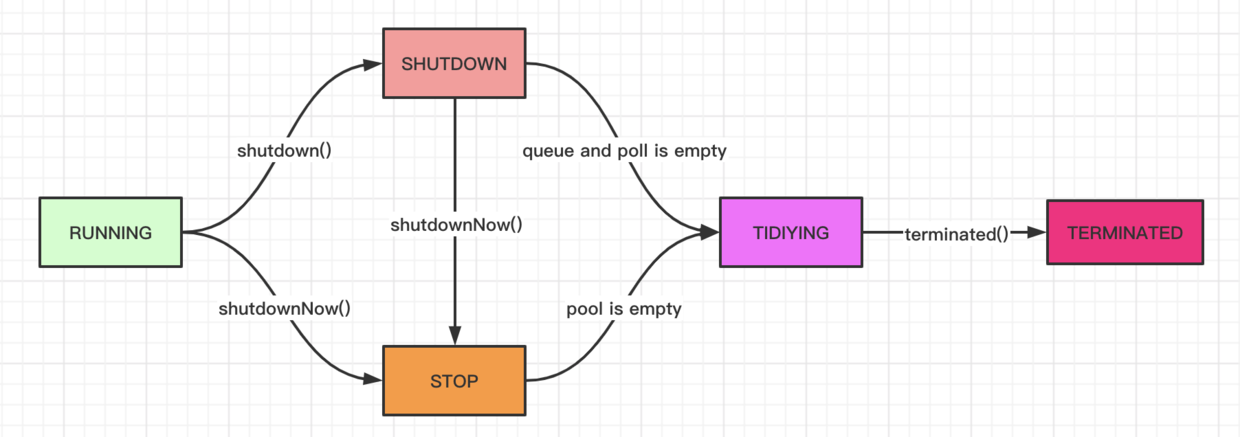 SHUTDOWN
shutdown()
queue and poll is empty
RUNNING
shutdownNow()
TIDIYING
terminated()
TERMINATED
shutdownNow()
pool is empty
STOP